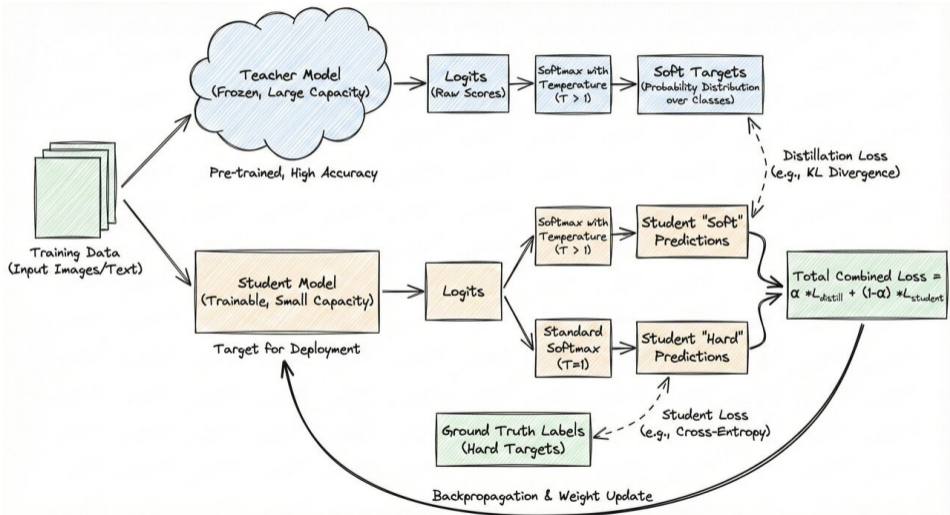 Teacher Model
(Frozen, Large Capacity)
Pre-trained, High Accuracy
Logits
(Raw Scores)
Softmax with
Temperature
(T > 1)
Soft Targets
(Probability Distribution
over Classes)
Distillation Loss
(e.g., KL Divergence)
Training Data
(Input Images/Text)
Student Model
(Trainable, Small Capacity)
Target for Deployment
Logits
Softmax with
Temperature
(T > 1)
Student "Soft"
Predictions
Standard
Softmax
(T=1)
Student "Hard"
Predictions
Total Combined Loss =
α *L_distill + (1-α) *L_student
Ground Truth Labels
(Hard Targets)
Student Loss
(e.g., Cross-Entropy)
Backpropagation & Weight Update